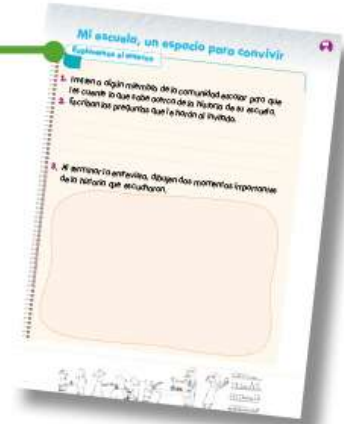 Mi escuela, un espacio para convivir
Exploramos el entorno
1. Inviten a algún miembro de la comunidad escolar para que
les cuente lo que sabe acerca de la historia de su escuela.
2. Escriban las preguntas que le harán al invitado.
3. Al terminar la entrevista, dibujen dos momentos importantes
de la historia que escucharon.